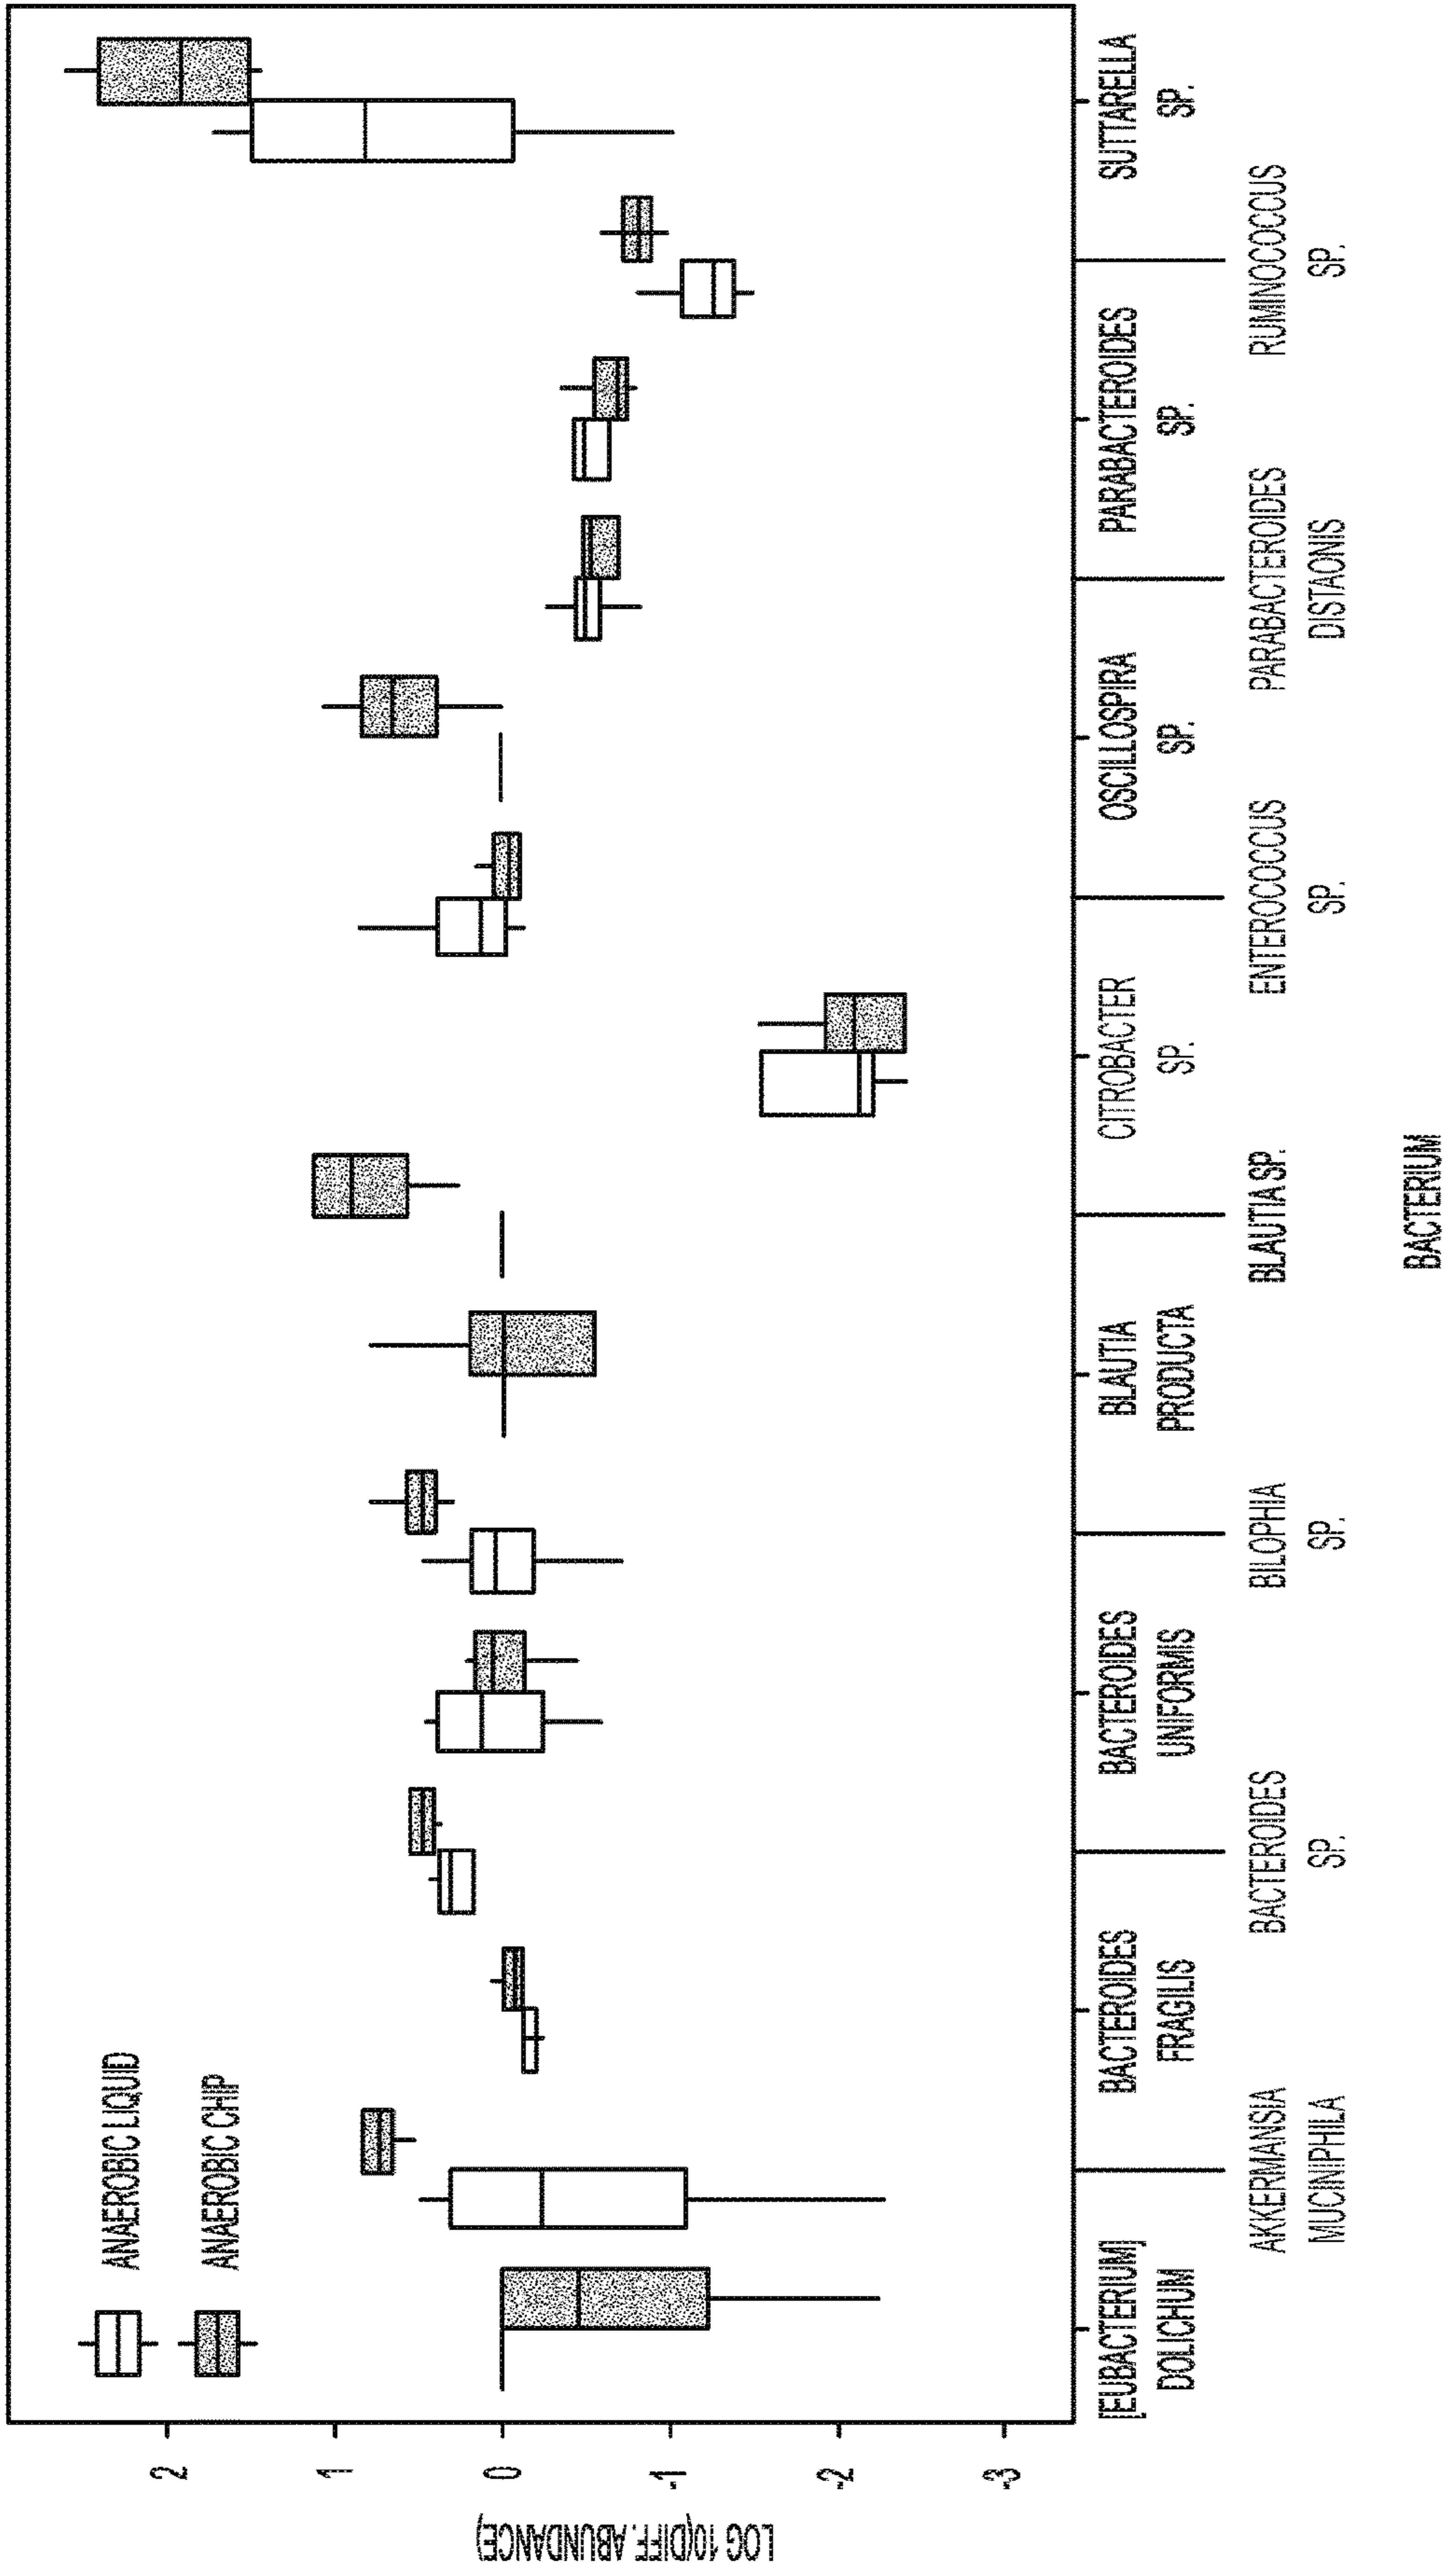 ANAEROBIC LIQUID
ANAEROBIC CHIP
LOG 10(DIFF. ABUNDANCE)
2
1
0
-1
-2
-3
[EUBACTERIUM]
DOLICHUM
AKKERMANSIA
MUCINIPHILA
BACTEROIDES
FRAGILIS
BACTEROIDES
SP.
BACTEROIDES
UNIFORMIS
BILOPHIA
SP.
BLAUTIA
PRODUCTA
BLAUTIA SP.
CITROBACTER
SP.
ENTEROCOCCUS
SP.
OSCILLOSPIRA
SP.
PARABACTEROIDES
DISTAONIS
PARABACTEROIDES
SP.
RUMINOCOCCUS
SP.
SUTTARELLA
SP.
BACTERIUM